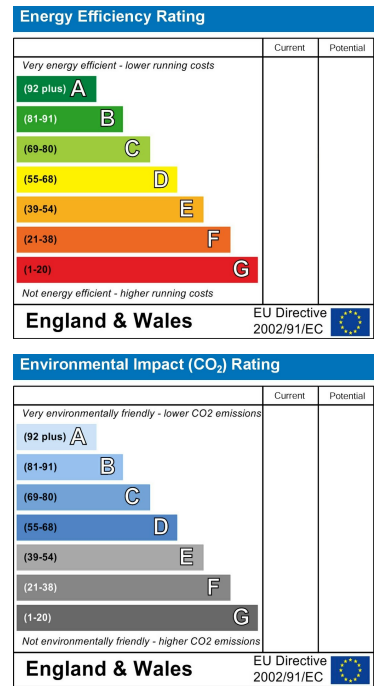 Energy Efficiency Rating
Current Potential
Very energy efficient - lower running costs
(92 plus) A
(81-91) B
(69-80) C
(55-68) D
(39-54) E
(21-38) F
(1-20) G
Not energy efficient - higher running costs
England & Wales
EU Directive
2002/91/EC
Environmental Impact (CO₂) Rating
Current Potential
Very environmentally friendly - lower CO2 emissions
(92 plus) A
(81-91) B
(69-80) C
(55-68) D
(39-54) E
(21-38) F
(1-20) G
Not environmentally friendly - higher CO2 emissions
England & Wales
EU Directive
2002/91/EC